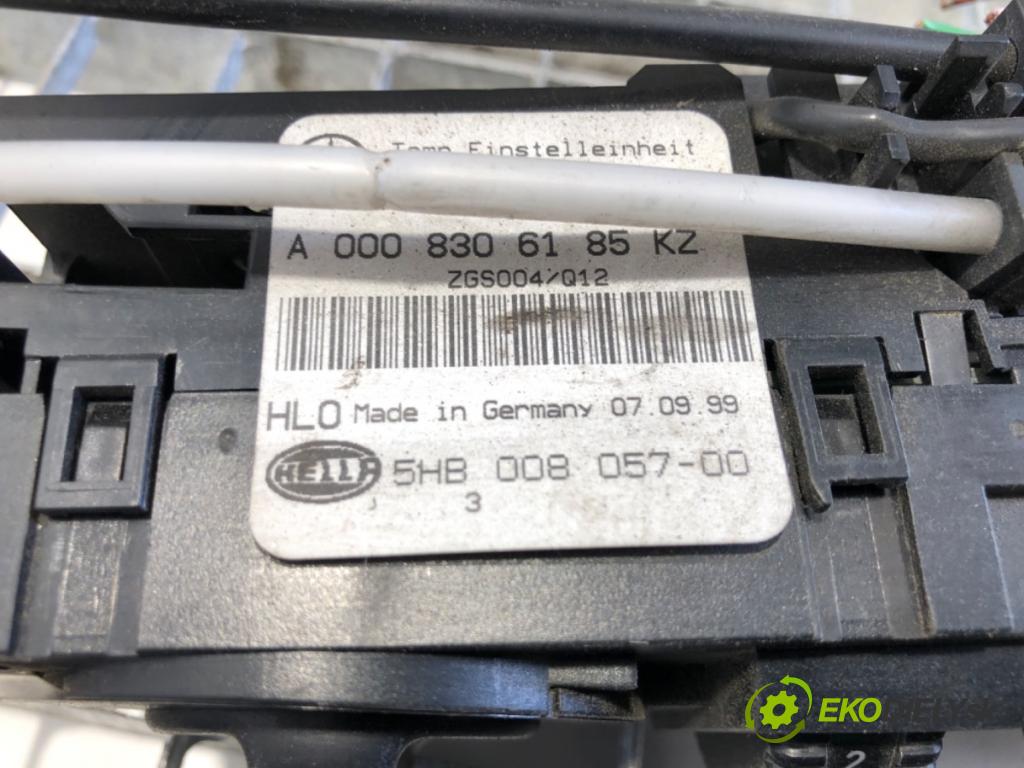 Temp Einstelleinheit
A 000 830 61 85 KZ
ZGS004/Q12
HLO Made in Germany 07.09.99
HELLA 5HB 008 057-00
3
EKO
2